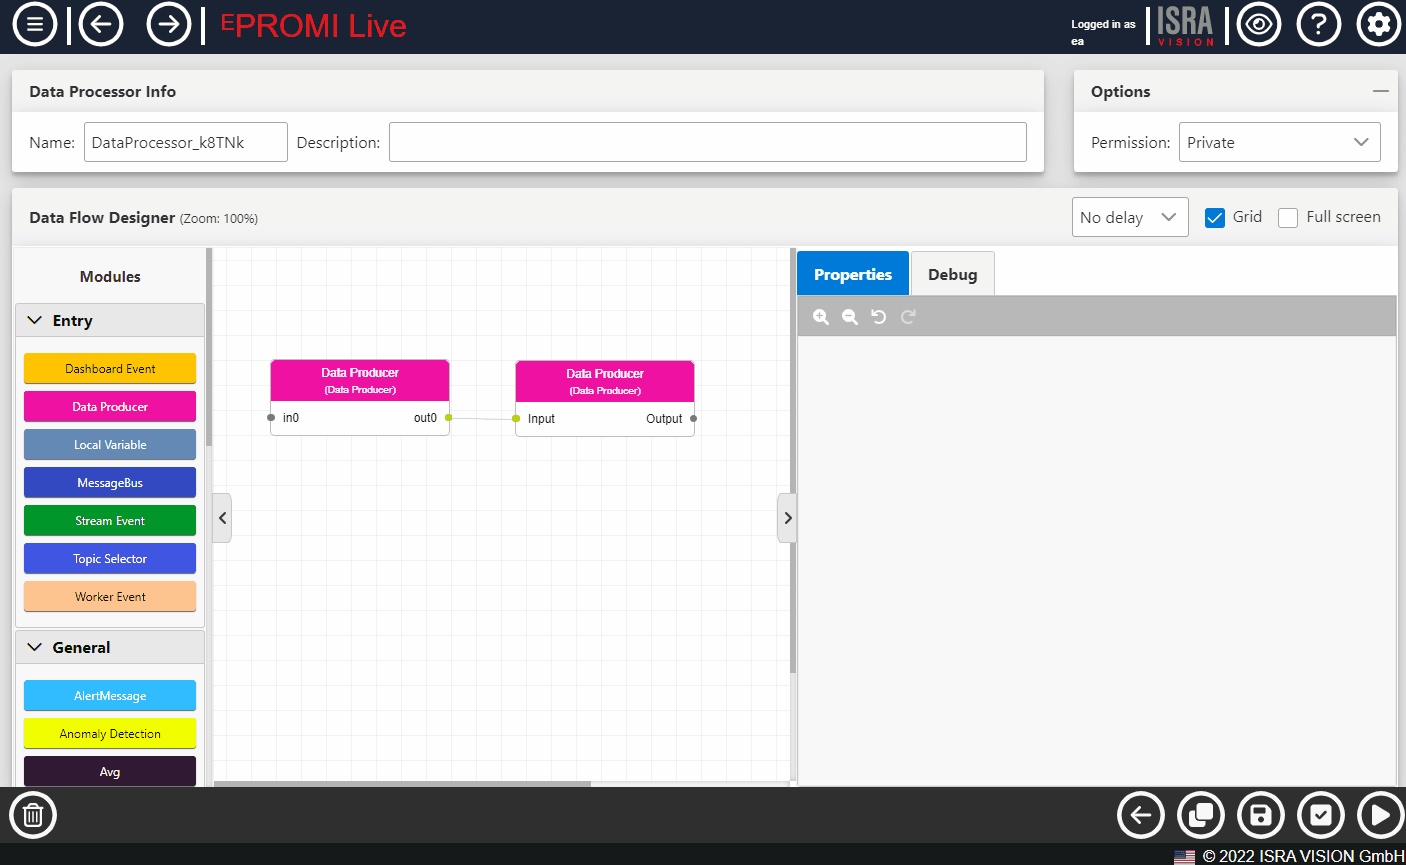 EPROMI Live
Logged in as
ea
ISRA
VISION
Data Processor Info
Name: DataProcessor_k8TNk Description:
Options
Permission: Private
Data Flow Designer (Zoom: 100%)
No delay Grid Full screen
Modules
Entry
Dashboard Event
Data Producer
Local Variable
MessageBus
Stream Event
Topic Selector
Worker Event
General
AlertMessage
Anomaly Detection
Avg
Data Producer
(Data Producer)
in0 out0
Data Producer
(Data Producer)
Input Output
Properties Debug
© 2022 ISRA VISION GmbH